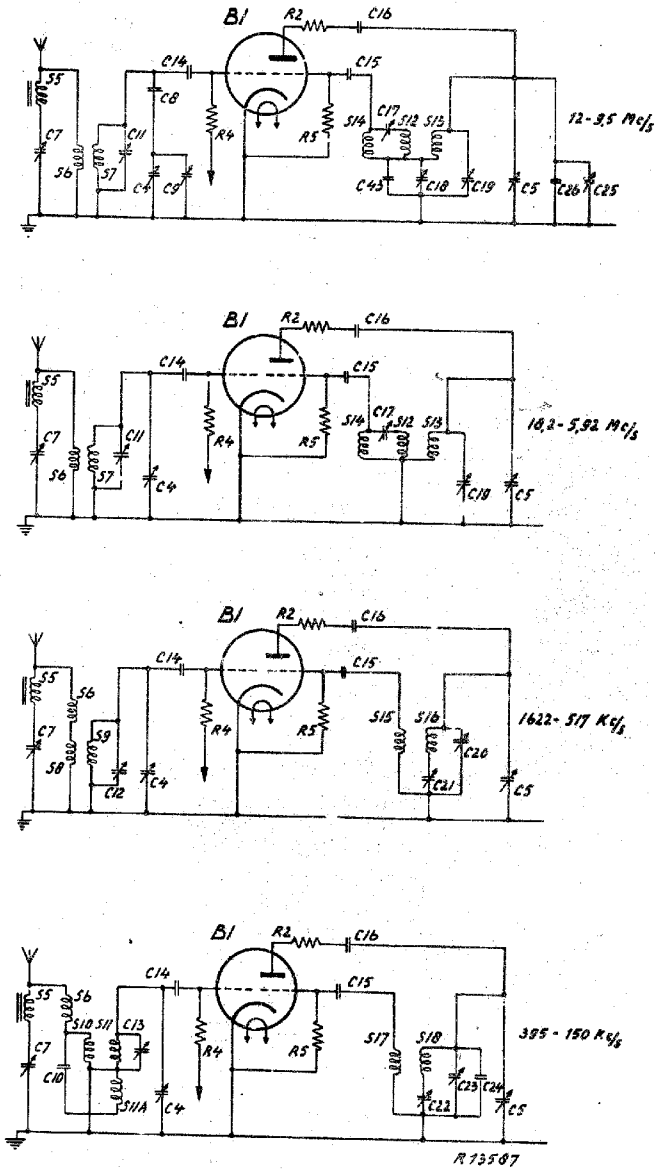 B1
R2
C16
C14
C15
S5
C8
C7
C11
R4
R5
S14
C17
S12
S13
12-9,5 Mc/s
S6
S7
C4
C9
C43
C18
C19
C5
C26
C25
B1
R2
C16
C14
C15
S5
C7
C11
R4
R5
S14
C17
S12
S13
18,2-5,92 Mc/s
S6
S7
C4
C19
C5
B1
R2
C16
C14
C15
S5
S6
C7
S9
R4
R5
S15
S16
C20
1622-517 Kc/s
S8
C12
C4
C21
C5
B1
R2
C16
C14
C15
S5
S6
S10
S11
C13
C7
R4
R5
S17
S18
395-150 Kc/s
C10
S11A
C4
C22
C23
C24
C5
R 13587